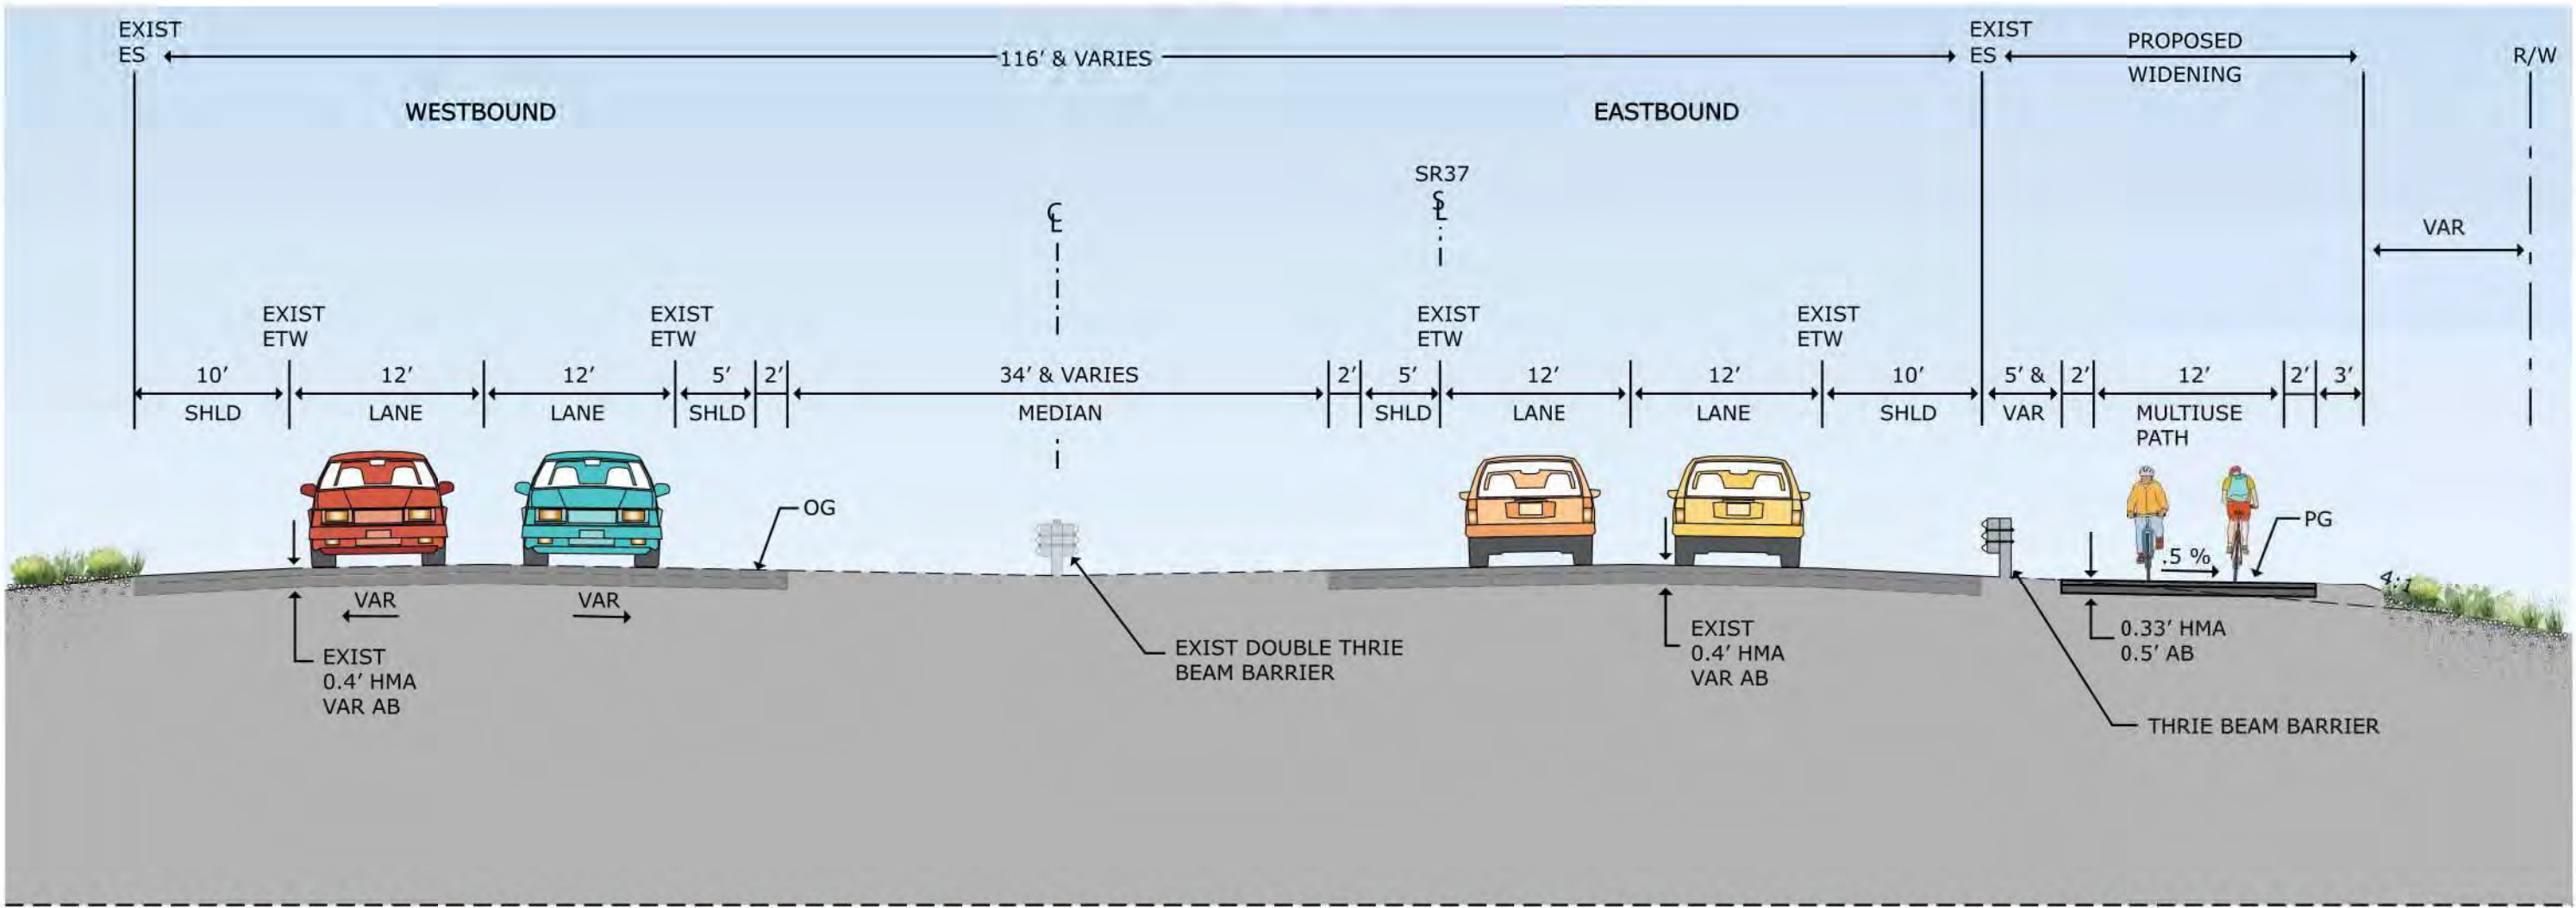 EXIST
ES
116' & VARIES
EXIST
ES
PROPOSED
WIDENING
R/W
WESTBOUND
EASTBOUND
SR37
SL
CL
VAR
EXIST
ETW
EXIST
ETW
EXIST
ETW
EXIST
ETW
10'
SHLD
12'
LANE
12'
LANE
5'
SHLD
2'
34' & VARIES
MEDIAN
2'
5'
SHLD
12'
LANE
12'
LANE
10'
SHLD
5' &
VAR
2'
12'
MULTIUSE
PATH
2'
3'
OG
PG
.5 %
4:1
VAR
VAR
EXIST
0.4' HMA
VAR AB
EXIST DOUBLE THRIE
BEAM BARRIER
EXIST
0.4' HMA
VAR AB
0.33' HMA
0.5' AB
THRIE BEAM BARRIER